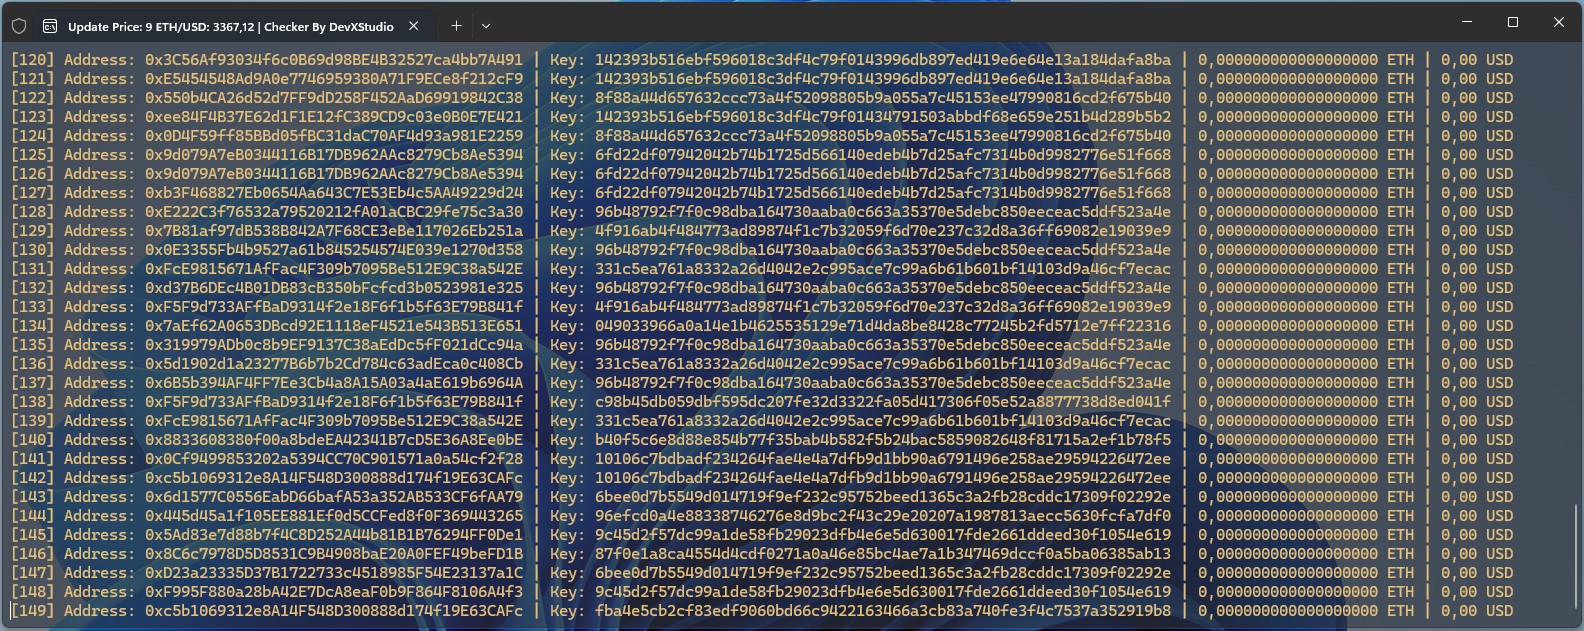 Update Price: 9 ETH/USD: 3367,12 | Checker By DevXStudio
[120] Address: 0x3C56Af93034f6c0B69d98BE4B32527ca4bb7A491 | Key: 142393b516ebf596018c3df4c79f0143996db897ed419e6e64e13a184dafa8ba | 0,000000000000000000 ETH | 0,00 USD
[121] Address: 0xE5454548Ad9A0e7746959380A71F9ECe8f212cF9 | Key: 142393b516ebf596018c3df4c79f0143996db897ed419e6e64e13a184dafa8ba | 0,000000000000000000 ETH | 0,00 USD
[122] Address: 0x550b4CA26d52d7FF9dD258F452AaD69919842C38 | Key: 8f88a44d657632ccc73a4f52098805b9a055a7c45153ee47990816cd2f675b40 | 0,000000000000000000 ETH | 0,00 USD
[123] Address: 0xee84F4B37E62d1F1E12fC389CD9c03e0B0E7E421 | Key: 142393b516ebf596018c3df4c79f01434791503abbdf68e659e251b4d289b5b2 | 0,000000000000000000 ETH | 0,00 USD
[124] Address: 0x0D4F59ff85BBd05fBC31daC70AF4d93a981E2259 | Key: 8f88a44d657632ccc73a4f52098805b9a055a7c45153ee47990816cd2f675b40 | 0,000000000000000000 ETH | 0,00 USD
[125] Address: 0x9d079A7eB0344116B17DB962AAc8279Cb8Ae5394 | Key: 6fd22df07942042b74b1725d566140edeb4b7d25afc7314b0d9982776e51f668 | 0,000000000000000000 ETH | 0,00 USD
[126] Address: 0x9d079A7eB0344116B17DB962AAc8279Cb8Ae5394 | Key: 6fd22df07942042b74b1725d566140edeb4b7d25afc7314b0d9982776e51f668 | 0,000000000000000000 ETH | 0,00 USD
[127] Address: 0xb3F468827Eb0654Aa643C7E53Eb4c5AA49229d24 | Key: 6fd22df07942042b74b1725d566140edeb4b7d25afc7314b0d9982776e51f668 | 0,000000000000000000 ETH | 0,00 USD
[128] Address: 0xE222C3f76532a79520212fA01aCBC29fe75c3a30 | Key: 96b48792f7f0c98dba164730aaba0c663a35370e5debc850eeceac5ddf523a4e | 0,000000000000000000 ETH | 0,00 USD
[129] Address: 0x7B81af97dB538B842A7F68CE3eBe117026Eb251a | Key: 4f916ab4f484773ad89874f1c7b32059f6d70e237c32d8a36ff69082e19039e9 | 0,000000000000000000 ETH | 0,00 USD
[130] Address: 0x0E3355Fb4b9527a61b845254574E039e1270d358 | Key: 96b48792f7f0c98dba164730aaba0c663a35370e5debc850eeceac5ddf523a4e | 0,000000000000000000 ETH | 0,00 USD
[131] Address: 0xFcE9815671AfFac4F309b7095Be512E9C38a542E | Key: 331c5ea761a8332a26d4042e2c995ace7c99a6b61b601bf14103d9a46cf7ecac | 0,000000000000000000 ETH | 0,00 USD
[132] Address: 0xd37B6DEc4B01DB83cB350bFcfcd3b0523981e325 | Key: 96b48792f7f0c98dba164730aaba0c663a35370e5debc850eeceac5ddf523a4e | 0,000000000000000000 ETH | 0,00 USD
[133] Address: 0xF5F9d733AFfBaD9314f2e18F6f1b5f63E79B841f | Key: 4f916ab4f484773ad89874f1c7b32059f6d70e237c32d8a36ff69082e19039e9 | 0,000000000000000000 ETH | 0,00 USD
[134] Address: 0x7aEf62A0653DBcd92E1118eF4521e543B513E651 | Key: 049033966a0a14e1b4625535129e71d4da8be8428c77245b2fd5712e7ff22316 | 0,000000000000000000 ETH | 0,00 USD
[135] Address: 0x319979ADb0c8b9EF9137C38aEdDc5fF021dCc94a | Key: 96b48792f7f0c98dba164730aaba0c663a35370e5debc850eeceac5ddf523a4e | 0,000000000000000000 ETH | 0,00 USD
[136] Address: 0x5d1902d1a23277B6b7b2Cd784c63adEca0c408Cb | Key: 331c5ea761a8332a26d4042e2c995ace7c99a6b61b601bf14103d9a46cf7ecac | 0,000000000000000000 ETH | 0,00 USD
[137] Address: 0x6B5b394AF4FF7Ee3Cb4a8A15A03a4aE619b6964A | Key: 96b48792f7f0c98dba164730aaba0c663a35370e5debc850eeceac5ddf523a4e | 0,000000000000000000 ETH | 0,00 USD
[138] Address: 0xF5F9d733AFfBaD9314f2e18F6f1b5f63E79B841f | Key: c98b45db059dbf595dc207fe32d3322fa05d417306f05e52a8877738d8ed041f | 0,000000000000000000 ETH | 0,00 USD
[139] Address: 0xFcE9815671AfFac4F309b7095Be512E9C38a542E | Key: 331c5ea761a8332a26d4042e2c995ace7c99a6b61b601bf14103d9a46cf7ecac | 0,000000000000000000 ETH | 0,00 USD
[140] Address: 0x8833608380f00a8bdeEA42341B7cD5E36A8Ee0bE | Key: b40f5c6e8d88e854b77f35bab4b582f5b24bac5859082648f81715a2ef1b78f5 | 0,000000000000000000 ETH | 0,00 USD
[141] Address: 0x0Cf9499853202a5394CC70C901571a0a54cf2f28 | Key: 10106c7bdbadf234264fae4e4a7dfb9d1bb90a6791496e258ae29594226472ee | 0,000000000000000000 ETH | 0,00 USD
[142] Address: 0xc5b1069312e8A14F548D300888d174f19E63CAFc | Key: 10106c7bdbadf234264fae4e4a7dfb9d1bb90a6791496e258ae29594226472ee | 0,000000000000000000 ETH | 0,00 USD
[143] Address: 0x6d1577C0556EabD66bafA53a352AB533CF6fAA79 | Key: 6bee0d7b5549d014719f9ef232c95752beed1365c3a2fb28cddc17309f02292e | 0,000000000000000000 ETH | 0,00 USD
[144] Address: 0x445d45a1f105EE881Ef0d5CCFed8f0F369443265 | Key: 96efcd0a4e88338746276e8d9bc2f43c29e20207a1987813aecc5630fcfa7df0 | 0,000000000000000000 ETH | 0,00 USD
[145] Address: 0x5Ad83e7d88b7f4C8D252A44b81B1B76294FF0De1 | Key: 9c45d2f57dc99a1de58fb29023dfb4e6e5d630017fde2661ddeed30f1054e619 | 0,000000000000000000 ETH | 0,00 USD
[146] Address: 0x8C6c7978D5D8531C9B4908baE20A0FEF49beFD1B | Key: 87f0e1a8ca4554d4cdf0271a0a46e85bc4ae7a1b347469dccf0a5ba06385ab13 | 0,000000000000000000 ETH | 0,00 USD
[147] Address: 0xD23a23335D37B1722733c4518985F54E23137a1C | Key: 6bee0d7b5549d014719f9ef232c95752beed1365c3a2fb28cddc17309f02292e | 0,000000000000000000 ETH | 0,00 USD
[148] Address: 0xF995F880a28bA42E7DcA8eaF0b9F864F8106A4f3 | Key: 9c45d2f57dc99a1de58fb29023dfb4e6e5d630017fde2661ddeed30f1054e619 | 0,000000000000000000 ETH | 0,00 USD
[149] Address: 0xc5b1069312e8A14F548D300888d174f19E63CAFc | Key: fba4e5cb2cf83edf9060bd66c9422163466a3cb83a740fe3f4c7537a352919b8 | 0,000000000000000000 ETH | 0,00 USD